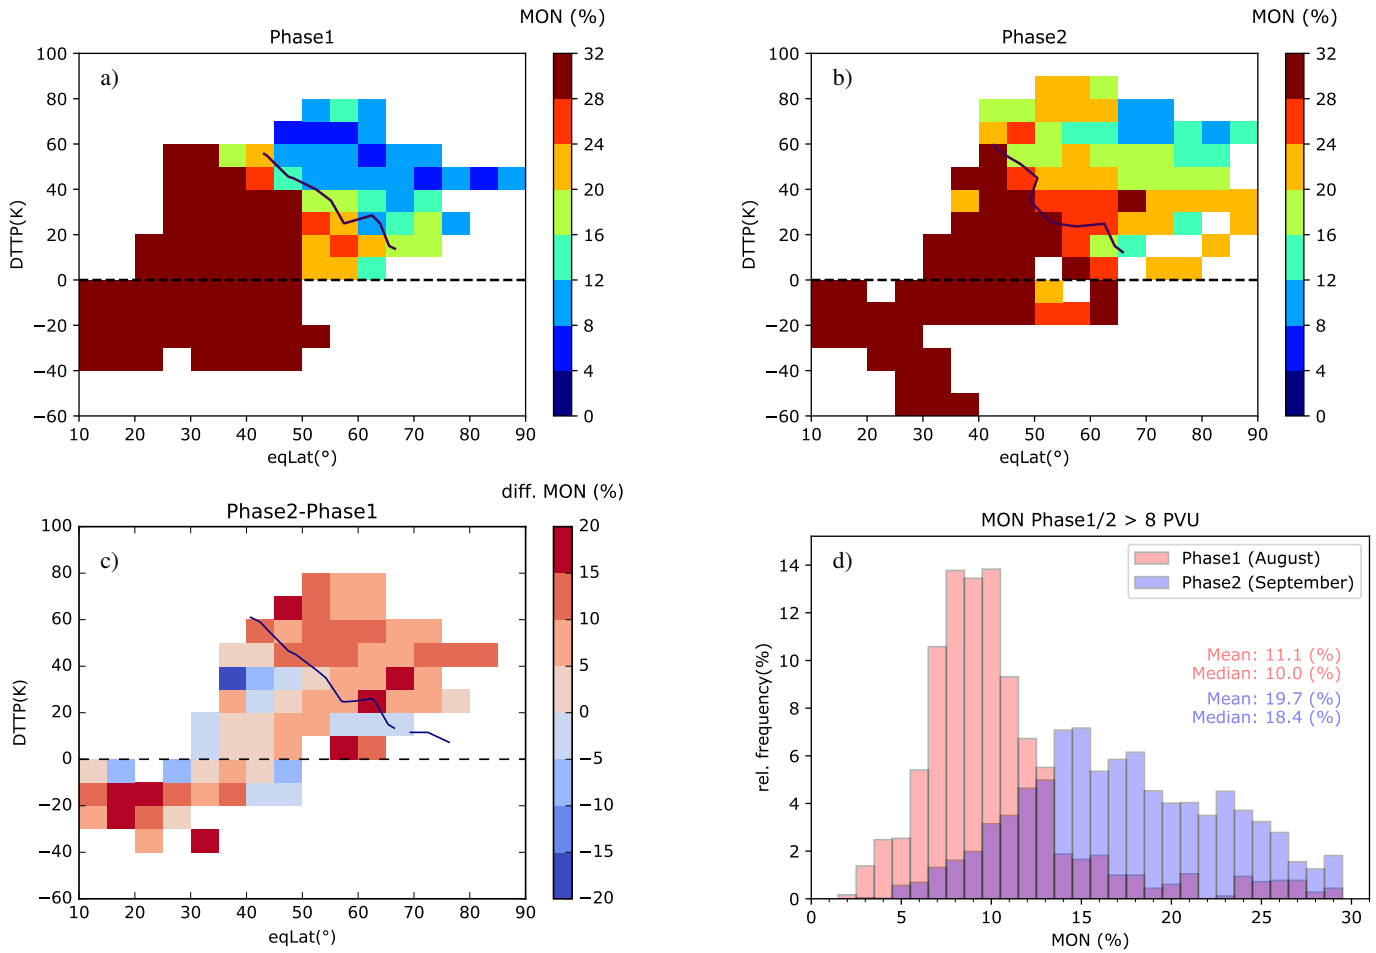 MON (%)
Phase1
a)
100
80
60
40
20
0
−20
−40
−60
DTTP(K)
10 20 30 40 50 60 70 80 90
eqLat(°)
32
28
24
20
16
12
8
4
0
MON (%)
Phase2
b)
100
80
60
40
20
0
−20
−40
−60
DTTP(K)
10 20 30 40 50 60 70 80 90
eqLat(°)
32
28
24
20
16
12
8
4
0
diff. MON (%)
Phase2-Phase1
c)
100
80
60
40
20
0
−20
−40
−60
DTTP(K)
10 20 30 40 50 60 70 80 90
eqLat(°)
20
15
10
5
0
−5
−10
−15
−20
MON Phase1/2 > 8 PVU
d)
Phase1 (August)
Phase2 (September)
Mean: 11.1 (%)
Median: 10.0 (%)
Mean: 19.7 (%)
Median: 18.4 (%)
14
12
10
8
6
4
2
0
rel. frequency(%)
0 5 10 15 20 25 30
MON (%)